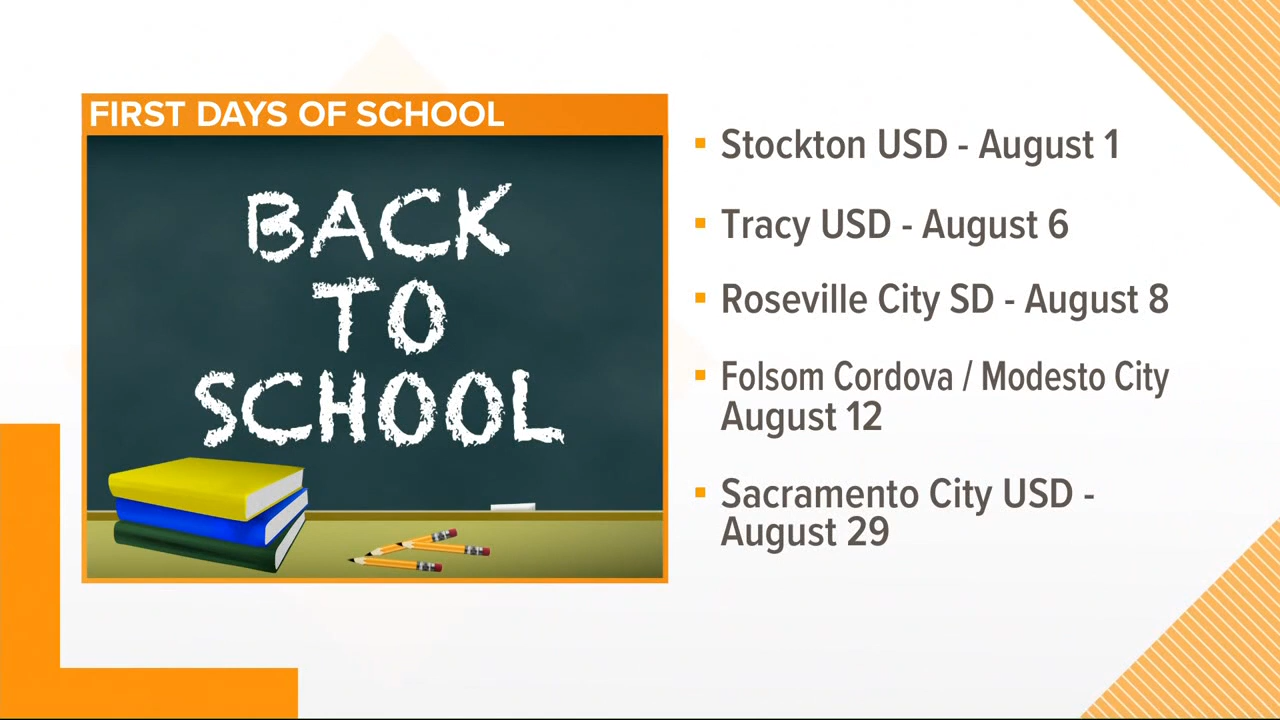 FIRST DAYS OF SCHOOL
BACK
TO
SCHOOL
Stockton USD - August 1
Tracy USD - August 6
Roseville City SD - August 8
Folsom Cordova / Modesto City
August 12
Sacramento City USD -
August 29